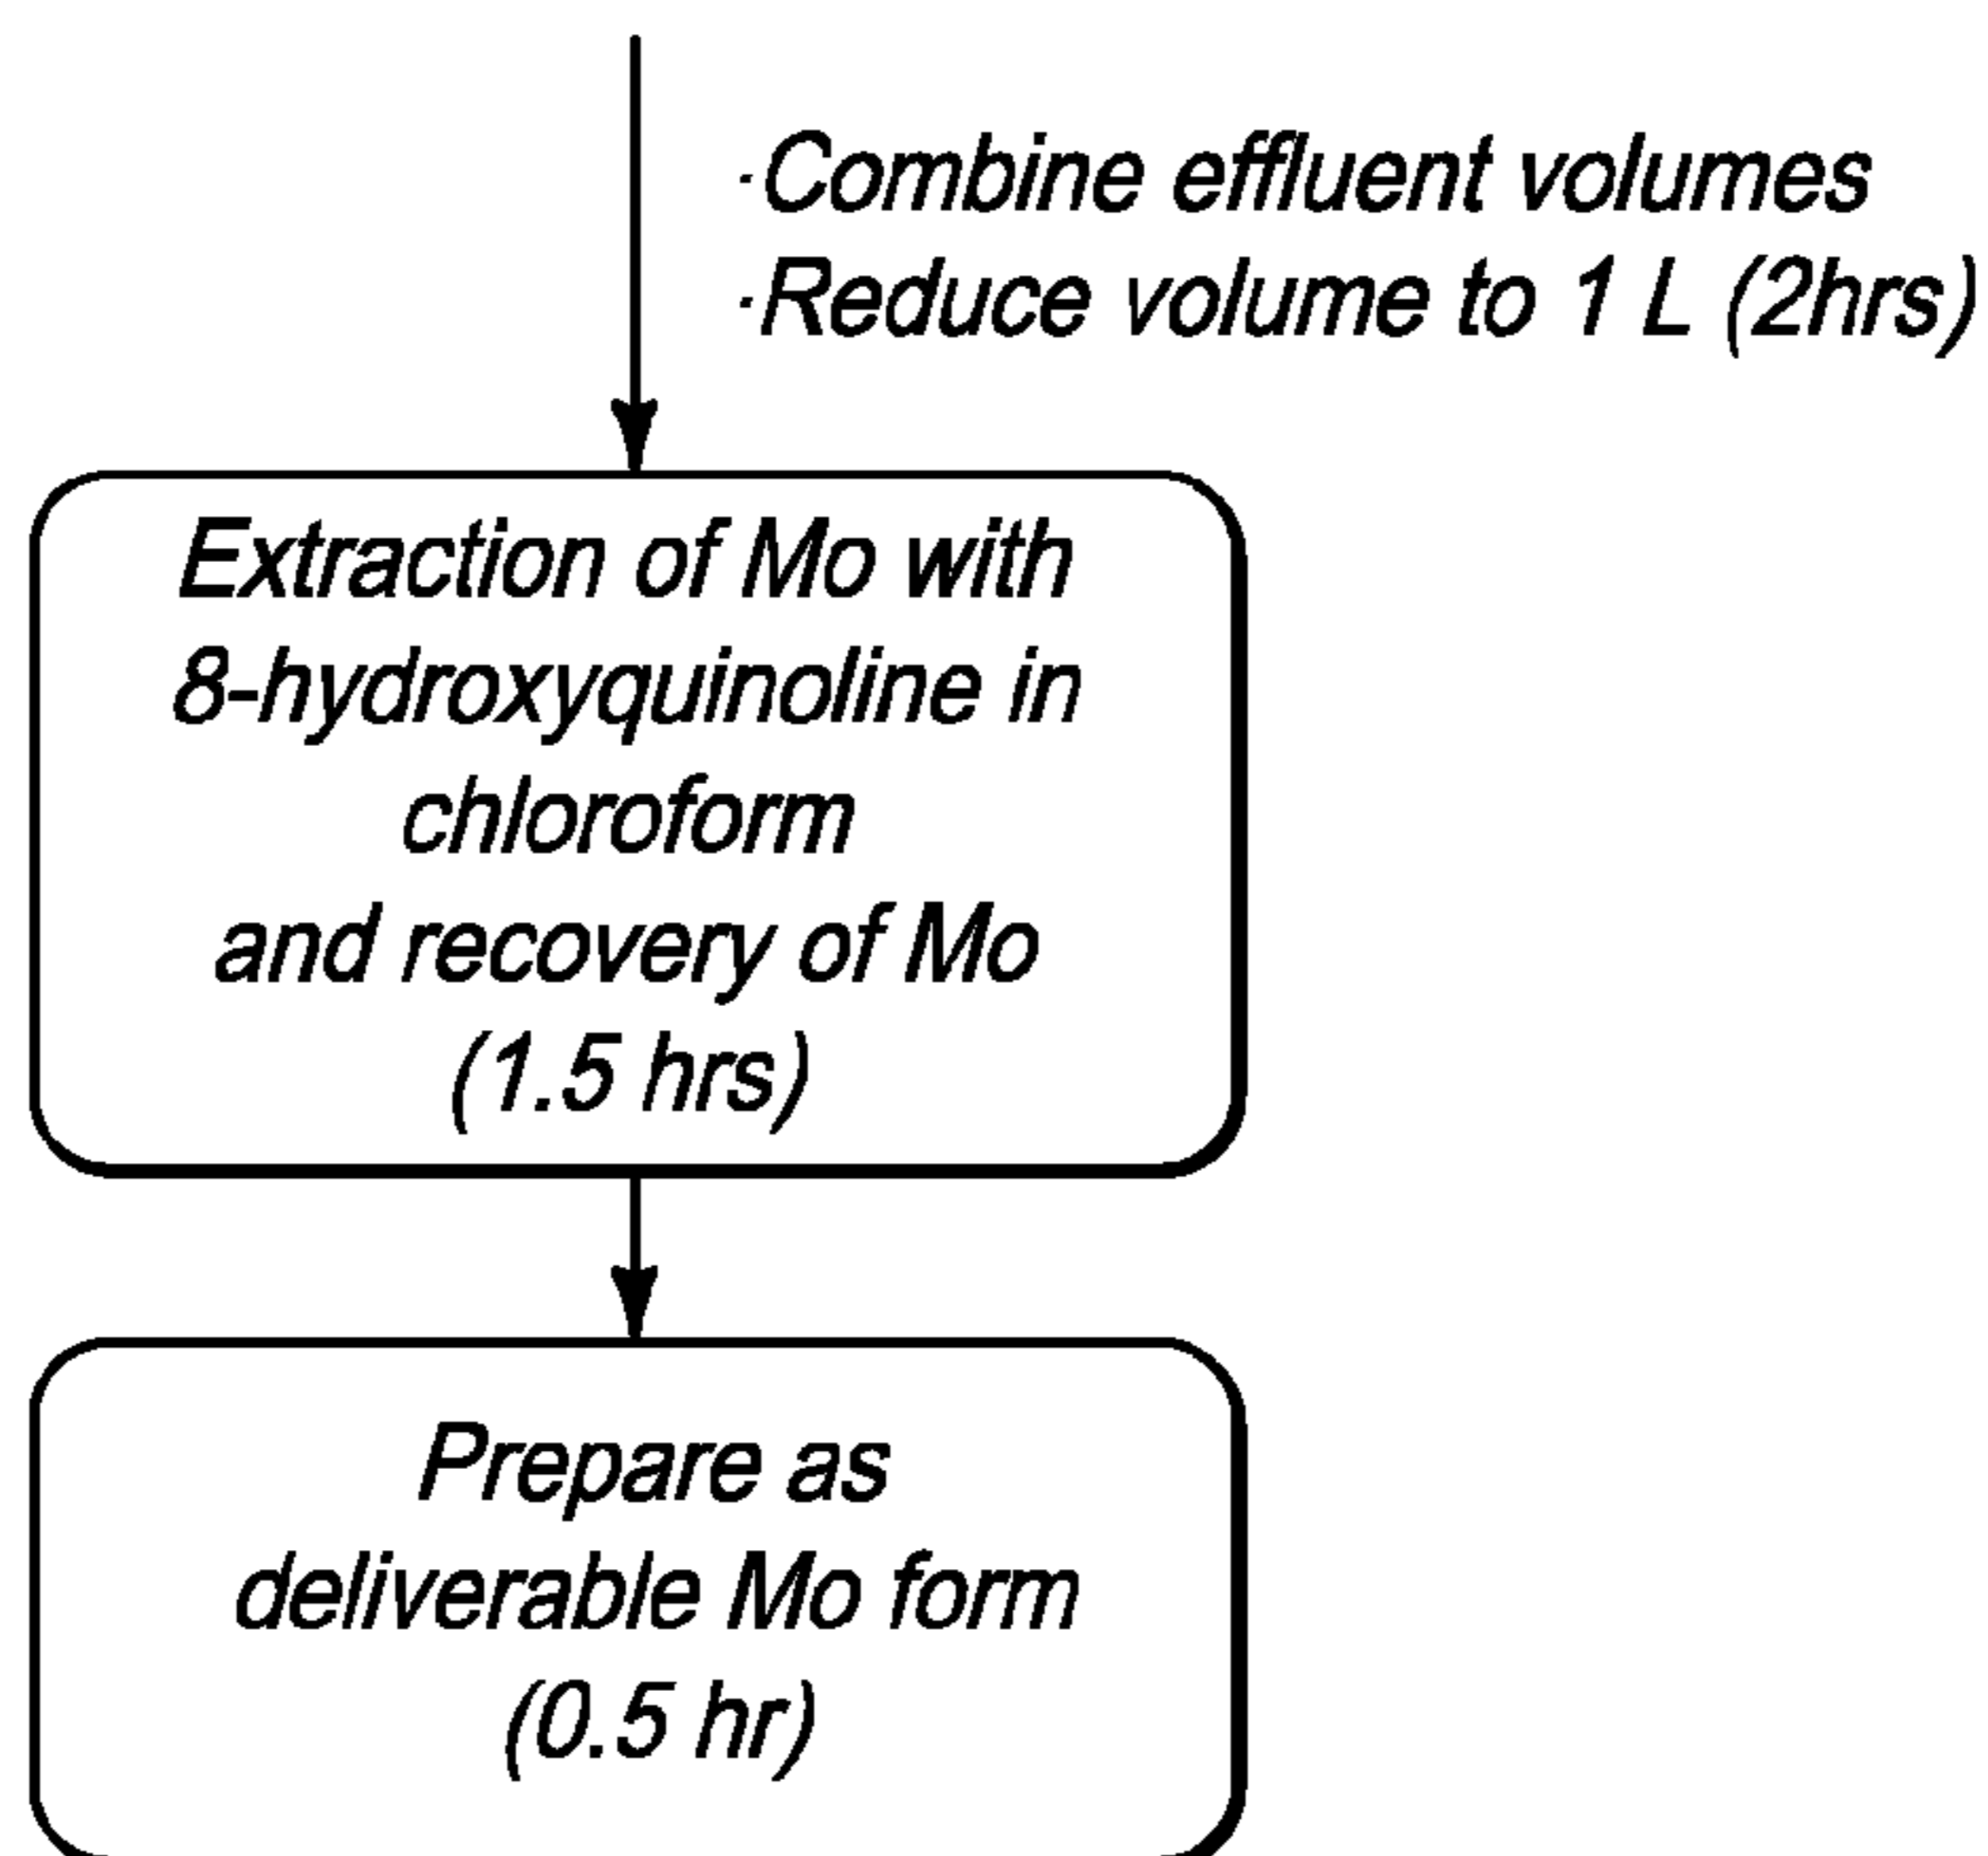 ·Combine effluent volumes
·Reduce volume to 1 L (2hrs)
Extraction of Mo with
8-hydroxyquinoline in
chloroform
and recovery of Mo
(1.5 hrs)
Prepare as
deliverable Mo form
(0.5 hr)